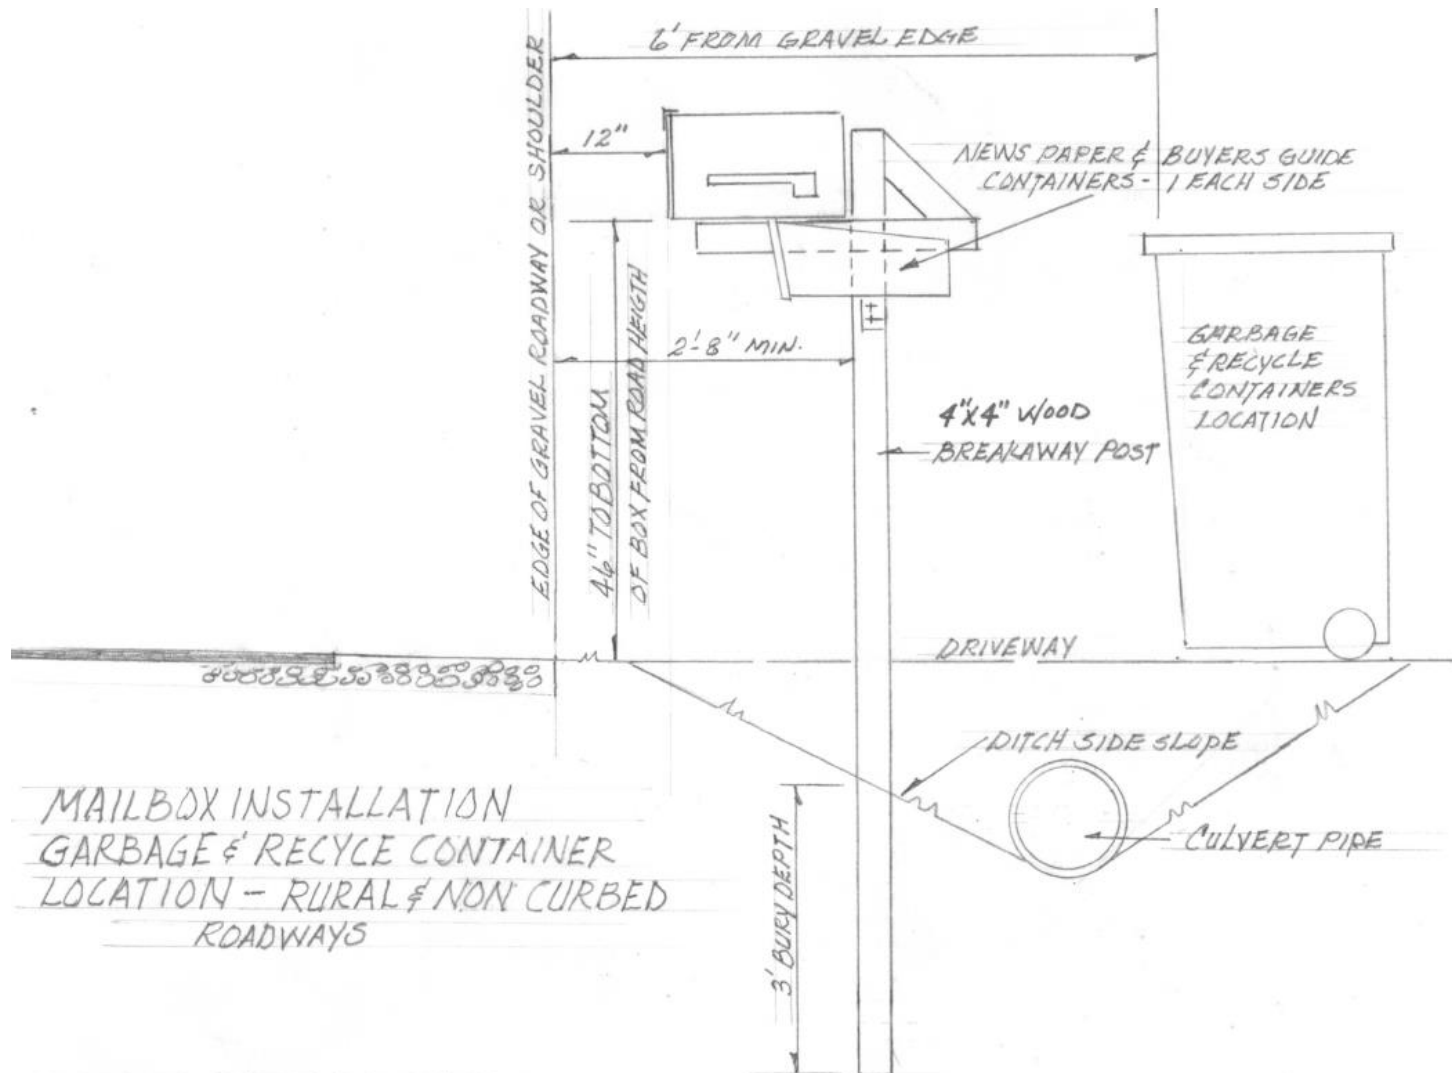 6' FROM GRAVEL EDGE
EDGE OF GRAVEL ROADWAY OR SHOULDER
12"
NEWS PAPER & BUYERS GUIDE
CONTAINERS - 1 EACH SIDE
46" TO BOTTOM
OF BOX FROM ROAD HEIGTH
2'-8" MIN.
GARBAGE
& RECYCLE
CONTAINERS
LOCATION
4"X4" WOOD
BREAKAWAY POST
DRIVEWAY
DITCH SIDE SLOPE
CULVERT PIPE
3' BURY DEPTH
MAILBOX INSTALLATION
GARBAGE & RECYCE CONTAINER
LOCATION - RURAL & NON CURBED
ROADWAYS